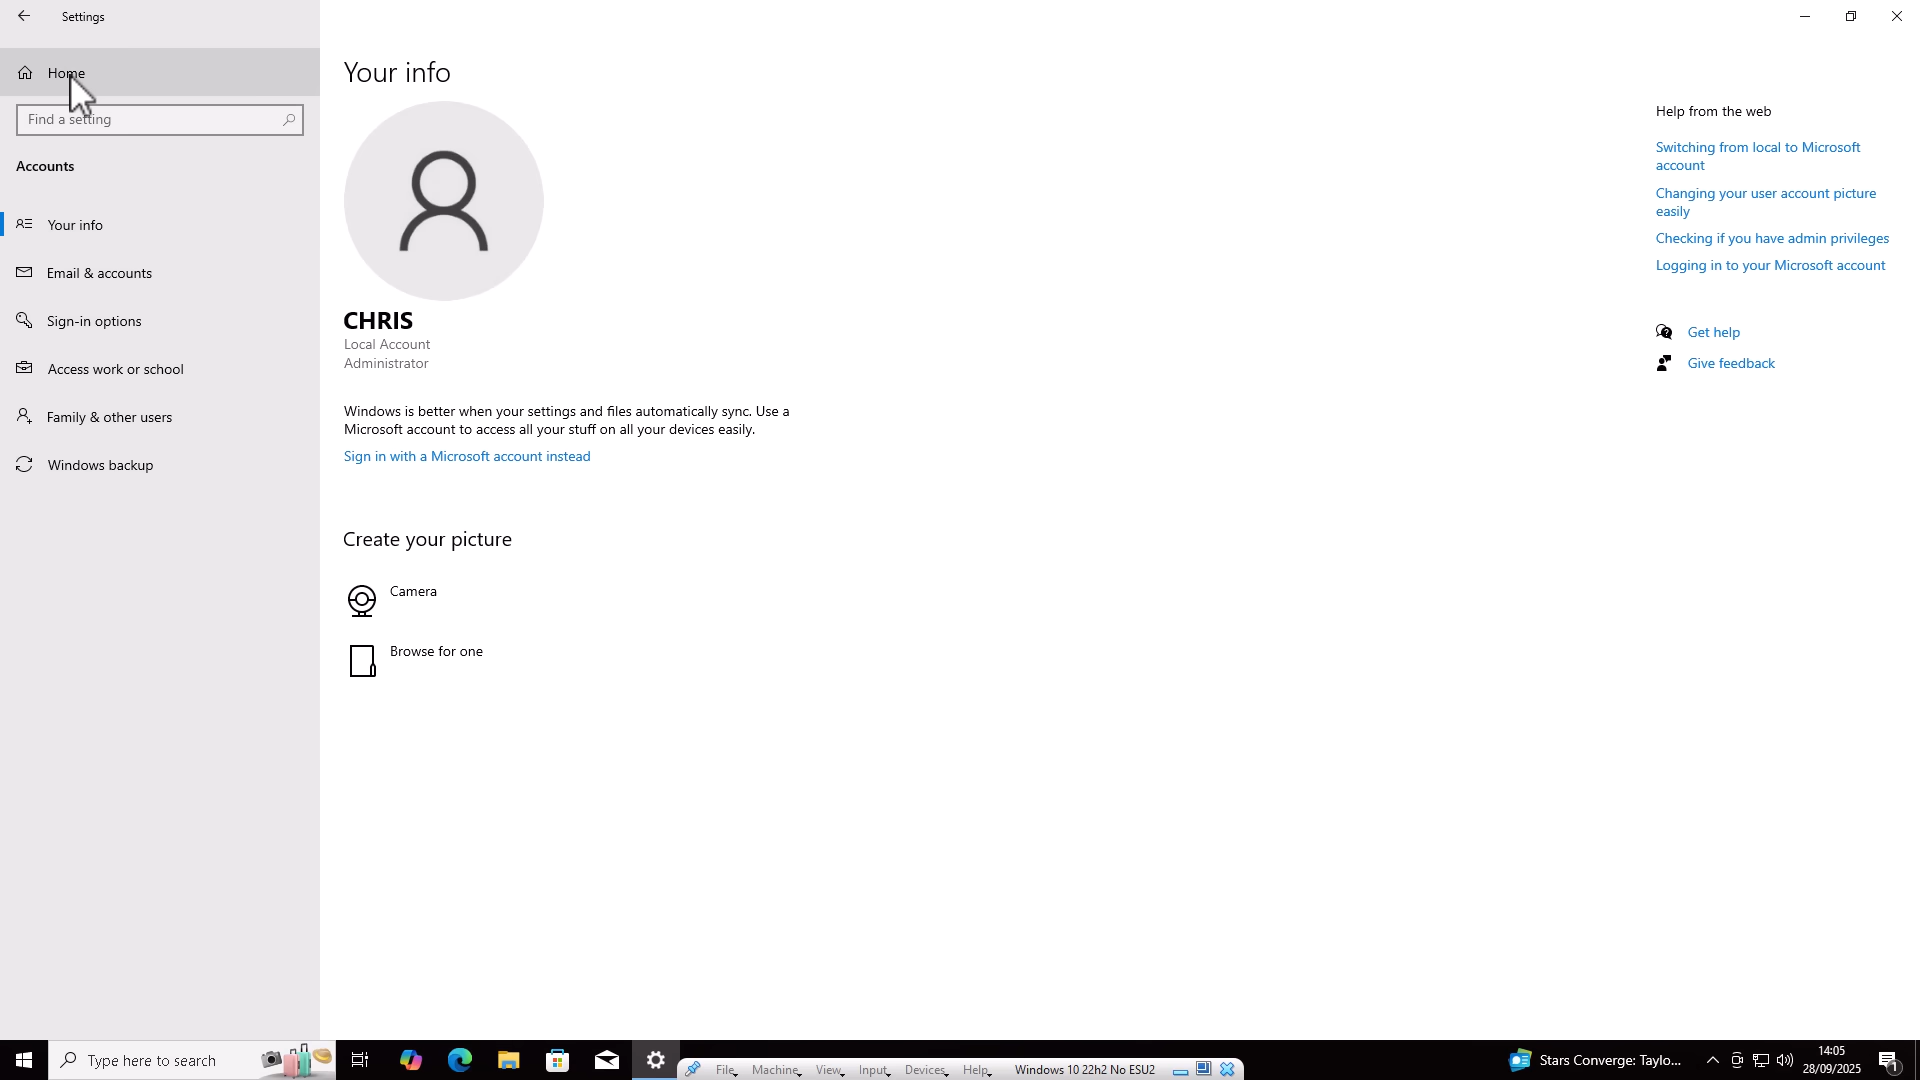 Settings
Home
Find a setting
Accounts
Your info
Email & accounts
Sign-in options
Access work or school
Family & other users
Windows backup
Your info
CHRIS
Local Account
Administrator
Windows is better when your settings and files automatically sync. Use a
Microsoft account to access all your stuff on all your devices easily.
Sign in with a Microsoft account instead
Create your picture
Camera
Browse for one
Help from the web
Switching from local to Microsoft
account
Changing your user account picture
easily
Checking if you have admin privileges
Logging in to your Microsoft account
Get help
Give feedback
Type here to search
File Machine View Input Devices Help Windows 10 22h2 No ESU2
Stars Converge: Taylo...
14:05
28/09/2025
1